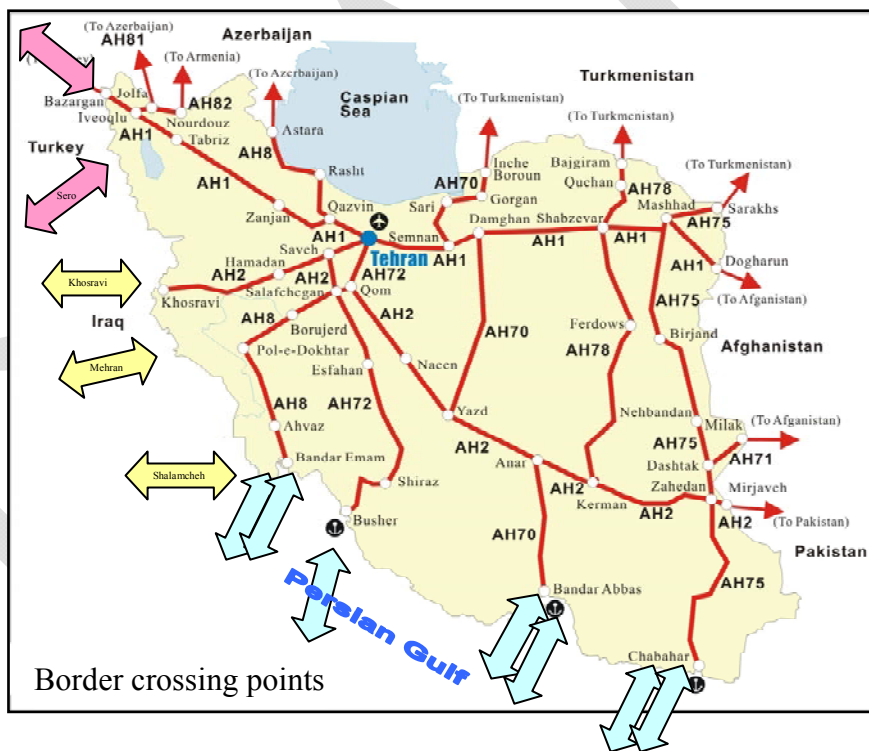 Azerbaijan
(To Azerbaijan)
AH81
(To Armenia)
(To Azerbaijan)
Caspian
Sea
Turkmenistan
(To Turkmenistan)
(To Turkmenistan)
(To Turkmenistan)
Jolfa
Bazargan
Iveoqlu
AH82
Nourdouz
AH1
Tabriz
Turkey
Astara
AH8
Rasht
Inche
Boroun
AH70
Gorgan
Sari
Bajgiram
Quchan
AH78
Mashhad
AH75
Sarakhs
Sero
AH1
Zanjan
Qazvin
Damghan
Shabzevar
Semnan
AH1
AH1
AH1
AH1
AH1
Tehran
Dogharun
(To Afganistan)
Saveh
Hamadan
AH2
AH2
AH72
Salafchegan
Qom
Khosravi
Khosravi
Iraq
AH8
Borujerd
AH2
AH75
Pol-e-Dokhtar
Esfahan
Naeen
AH70
Ferdows
AH78
Birjand
Afghanistan
Mehran
AH8
AH72
Yazd
Nehbandan
Milak
(To Afganistan)
Ahvaz
AH2
AH75
AH71
Bandar Emam
Anar
Dashtak
Shalamcheh
Shiraz
AH2
Kerman
Zahedan
Mirjaveh
AH2
AH2
(To Pakistan)
Busher
AH70
Pakistan
AH75
Bandar Abbas
Persian Gulf
Chabahar
Border crossing points